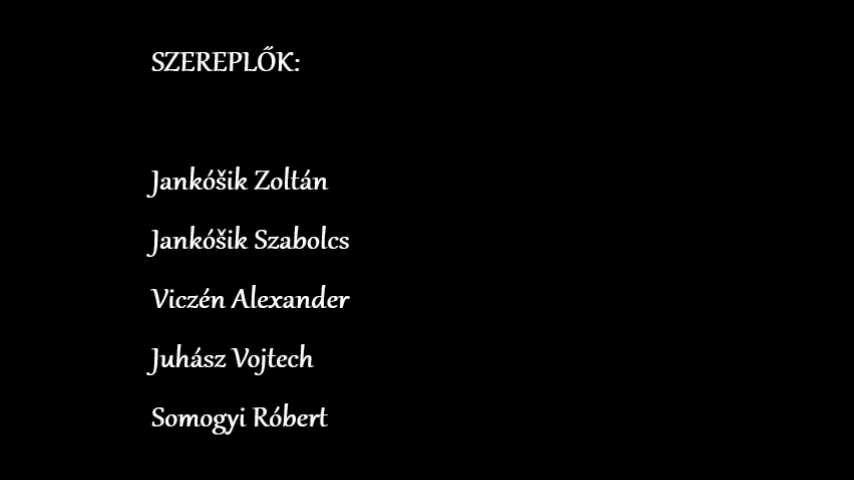 SZEREPLŐK:
Jankóšik Zoltán
Jankóšik Szabolcs
Viczén Alexander
Juhász Vojtech
Somogyi Róbert